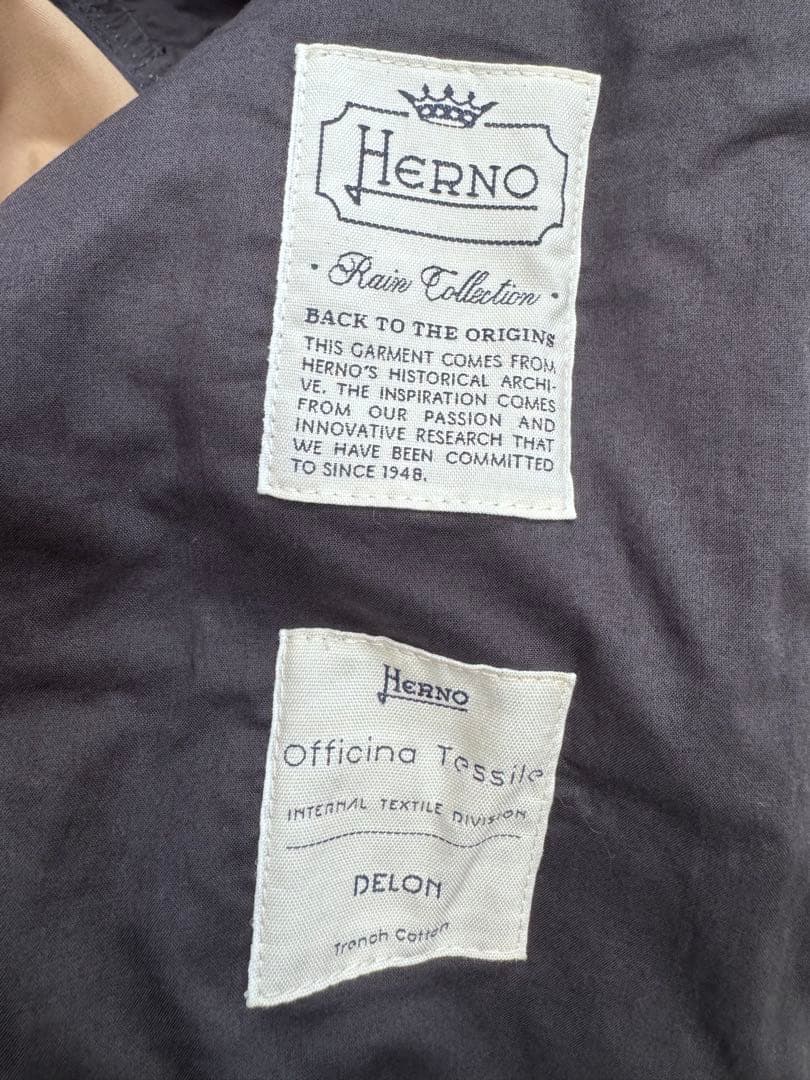 HERNO
· Rain Collection ·
BACK TO THE ORIGINS
THIS GARMENT COMES FROM
HERNO'S HISTORICAL ARCHI-
VE. THE INSPIRATION COMES
FROM OUR PASSION AND
INNOVATIVE RESEARCH THAT
WE HAVE BEEN COMMITTED
TO SINCE 1948.
HERNO
Officina Tessile
INTERNAL TEXTILE DIVISION
DELON
Trench Cotton